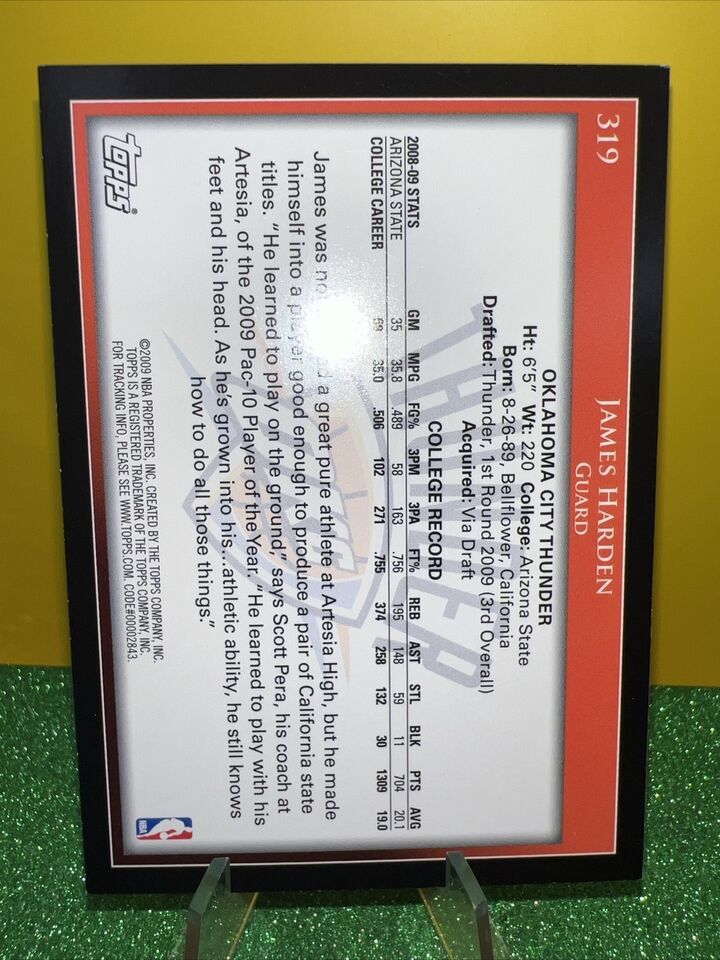 319
JAMES HARDEN
GUARD
OKLAHOMA CITY THUNDER
Ht: 6'5" Wt: 220 College: Arizona State
Born: 8-26-89, Bellflower, California
Drafted: Thunder, 1st Round 2009 (3rd Overall)
Acquired: Via Draft
COLLEGE RECORD
2008-09 STATS GM MPG FG% 3PM 3PA FT% REB AST STL BLK PTS AVG
ARIZONA STATE 35 35.8 .489 58 163 .756 195 148 59 11 704 20.1
COLLEGE CAREER 69 35.0 .506 102 271 .755 374 258 132 30 1309 19.0
James was a great pure athlete at Artesia High, but he made
himself into a player good enough to produce a pair of California state
titles. "He learned to play on the ground," says Scott Pera, his coach at
Artesia, of the 2009 Pac-10 Player of the Year. "He learned to play with his
feet and his head. As he's grown into his...athletic ability, he still knows
how to do all those things."
THUNDER
OKC
topps®
©2009 NBA PROPERTIES, INC. CREATED BY THE TOPPS COMPANY, INC.
TOPPS IS A REGISTERED TRADEMARK OF THE TOPPS COMPANY, INC.
FOR TRACKING INFO, PLEASE SEE WWW.TOPPS.COM. CODE#00002843.
NBA